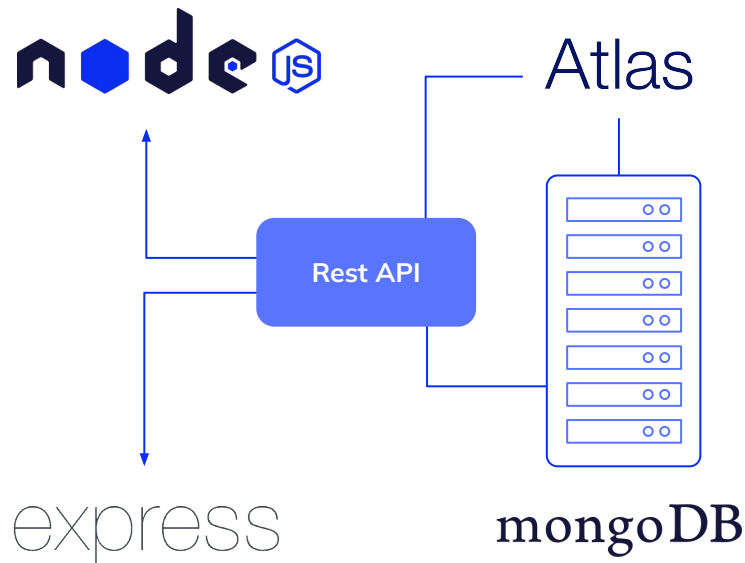 node
JS
Atlas
Rest API
express
mongoDB